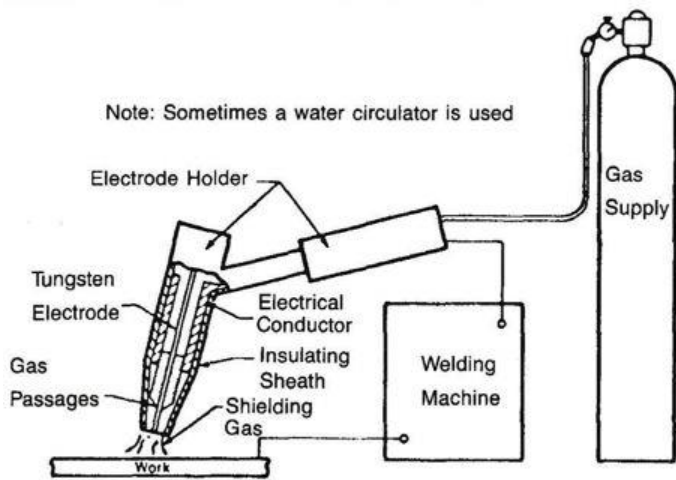 Note: Sometimes a water circulator is used
Electrode Holder
Gas
Supply
Tungsten
Electrode
Electrical
Conductor
Insulating
Sheath
Gas
Passages
Shielding
Gas
Welding
Machine
Work